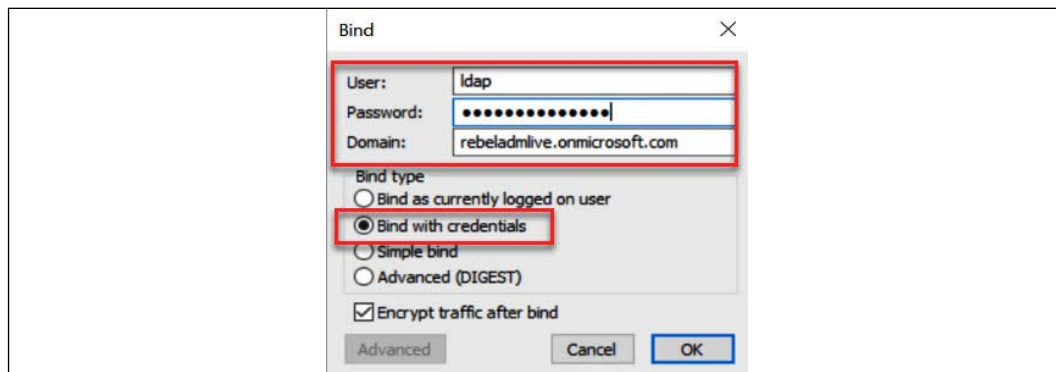 Bind
User: ldap
Password: ●●●●●●●●●●●●●●
Domain: rebeladmlive.onmicrosoft.com
Bind type
Bind as currently logged on user
Bind with credentials
Simple bind
Advanced (DIGEST)
Encrypt traffic after bind
Advanced Cancel OK